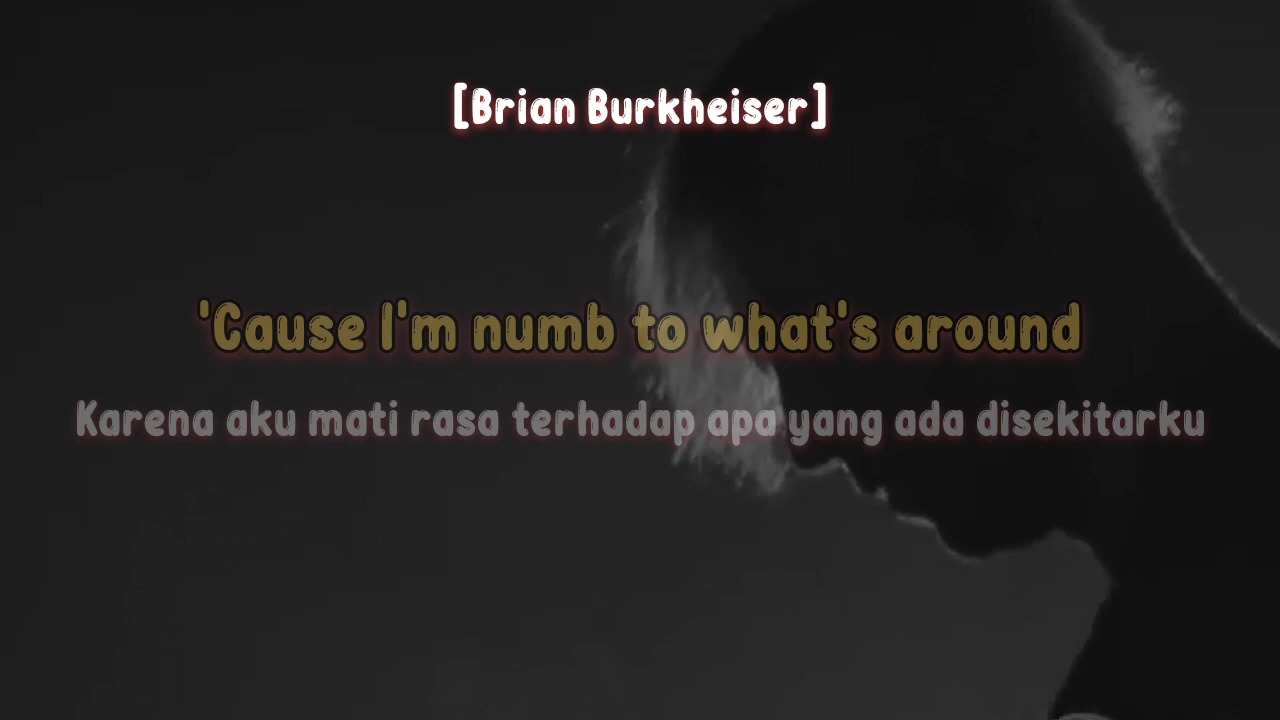 [Brian Burkheiser]
'Cause I'm numb to what's around
Karena aku mati rasa terhadap apa yang ada disekitarku